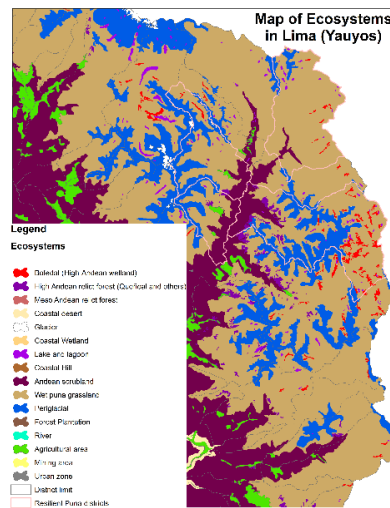 Map of Ecosystems
in Lima (Yauyos)
Legend
Ecosystems
Bofedal (High Andean wetland)
High Andean relict forest (Queñoal and others)
Meso Andean relict forest
Coastal desert
Glacier
Coastal Wetland
Lake and lagoon
Coastal Hill
Andean scrubland
Wet puna grassland
Periglacial
Forest Plantation
River
Agricultural area
Mining area
Urban zone
District limit
Resilient Puna districts